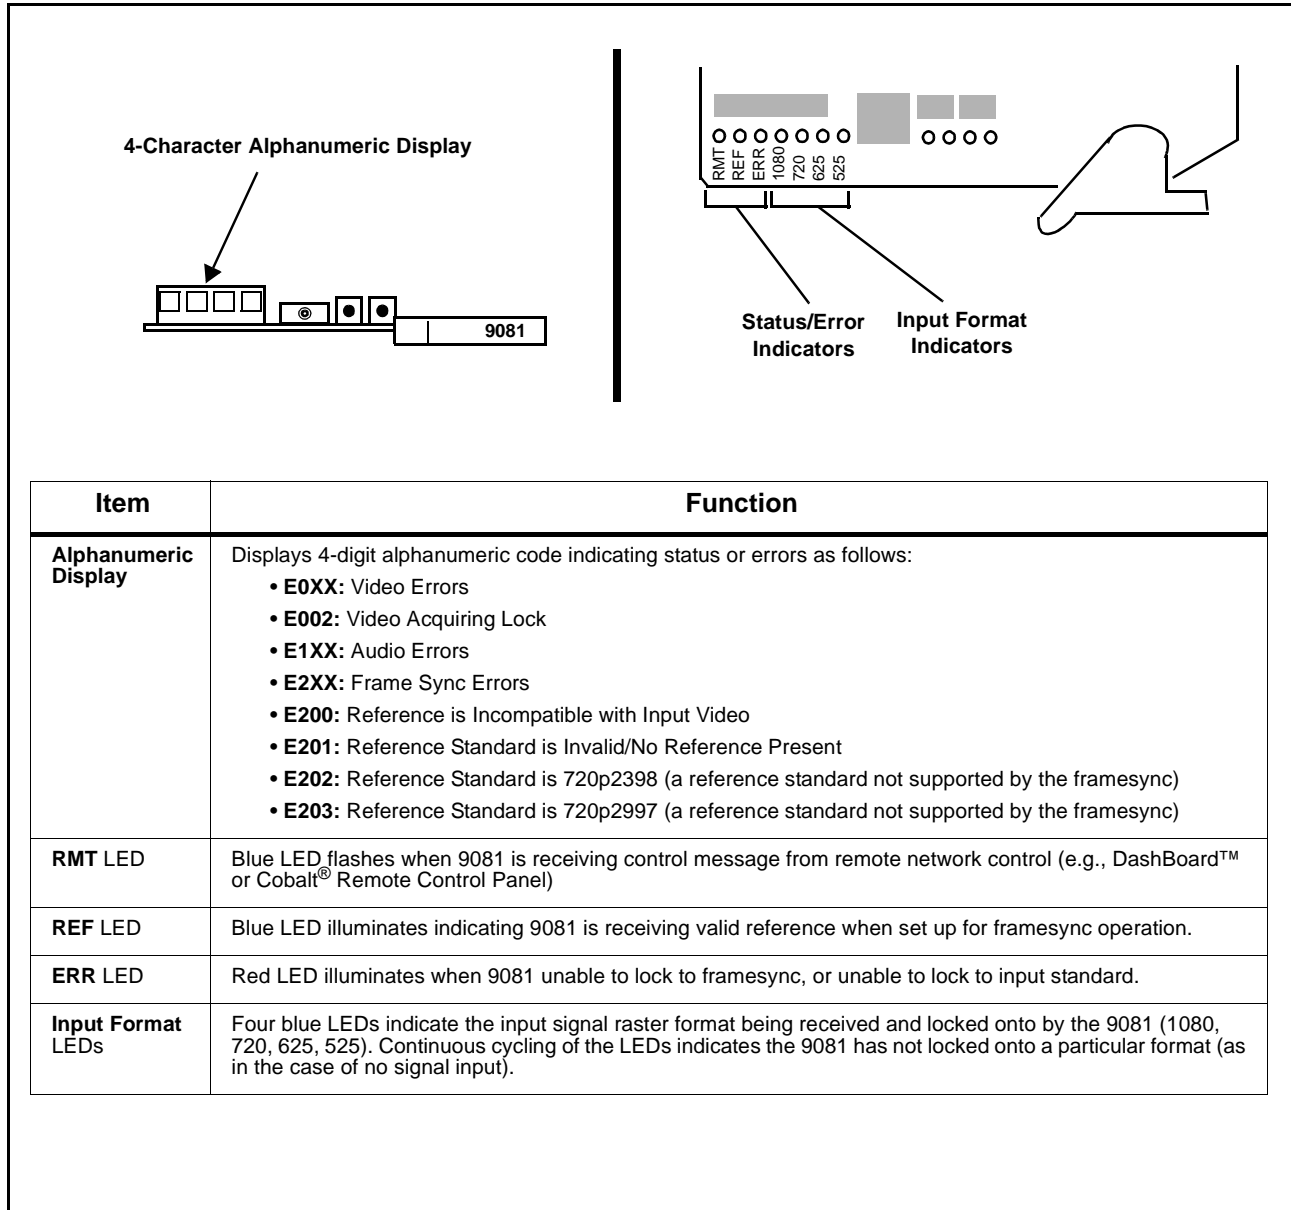 4-Character Alphanumeric Display
9081
RMT
REF
ERR
1080
720
625
525
Status/Error
Indicators
Input Format
Indicators
Item
Function
Alphanumeric
Display
Displays 4-digit alphanumeric code indicating status or errors as follows:
• E0XX: Video Errors
• E002: Video Acquiring Lock
• E1XX: Audio Errors
• E2XX: Frame Sync Errors
• E200: Reference is Incompatible with Input Video
• E201: Reference Standard is Invalid/No Reference Present
• E202: Reference Standard is 720p2398 (a reference standard not supported by the framesync)
• E203: Reference Standard is 720p2997 (a reference standard not supported by the framesync)
RMT LED
Blue LED flashes when 9081 is receiving control message from remote network control (e.g., DashBoard™
or Cobalt® Remote Control Panel)
REF LED
Blue LED illuminates indicating 9081 is receiving valid reference when set up for framesync operation.
ERR LED
Red LED illuminates when 9081 unable to lock to framesync, or unable to lock to input standard.
Input Format
LEDs
Four blue LEDs indicate the input signal raster format being received and locked onto by the 9081 (1080,
720, 625, 525). Continuous cycling of the LEDs indicates the 9081 has not locked onto a particular format (as
in the case of no signal input).